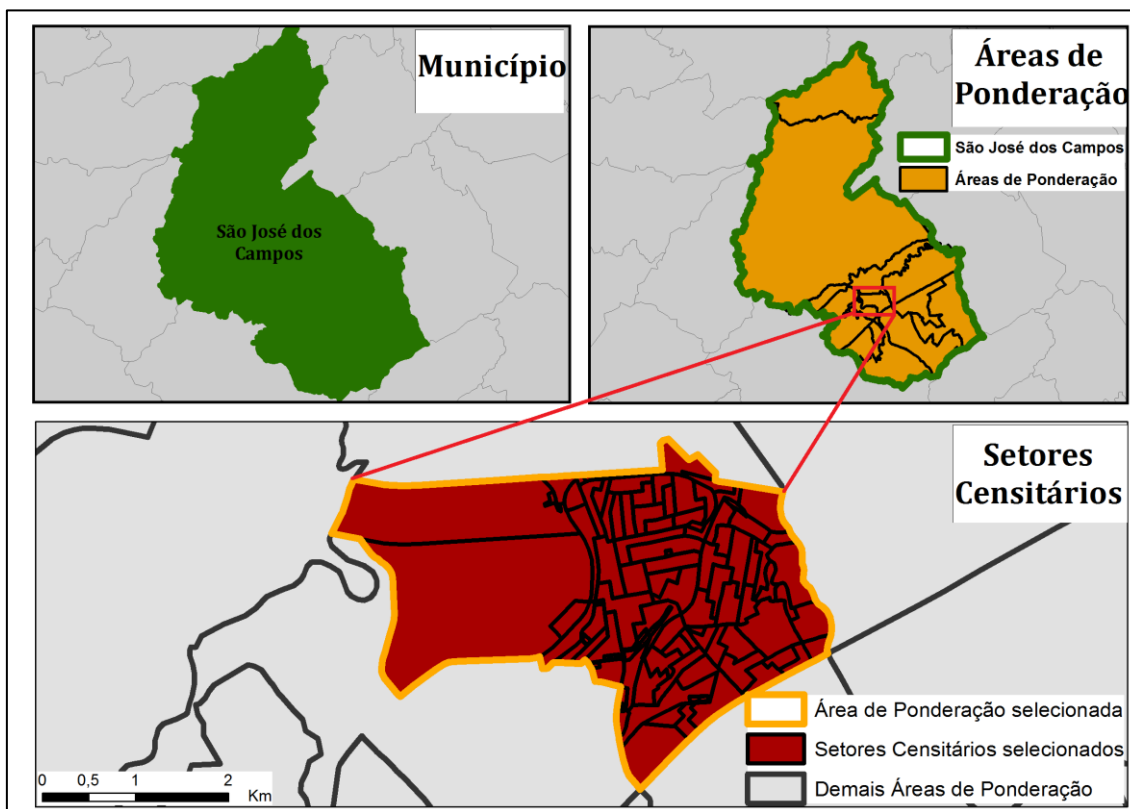 Município
São José dos
Campos
Áreas de
Ponderação
São José dos Campos
Áreas de Ponderação
Setores
Censitários
Área de Ponderação selecionada
Setores Censitários selecionados
Demais Áreas de Ponderação
0 0,5 1 2
Km